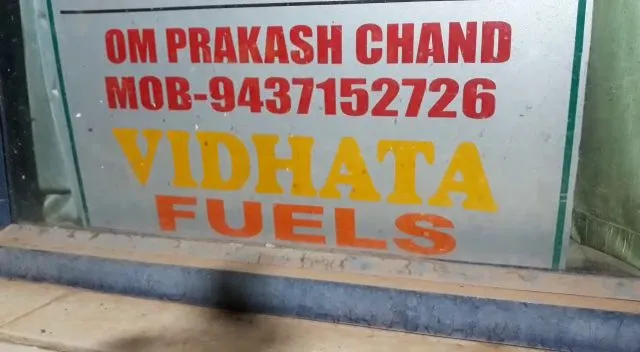 OM PRAKASH CHAND
MOB-9437152726
VIDHATA
FUELS